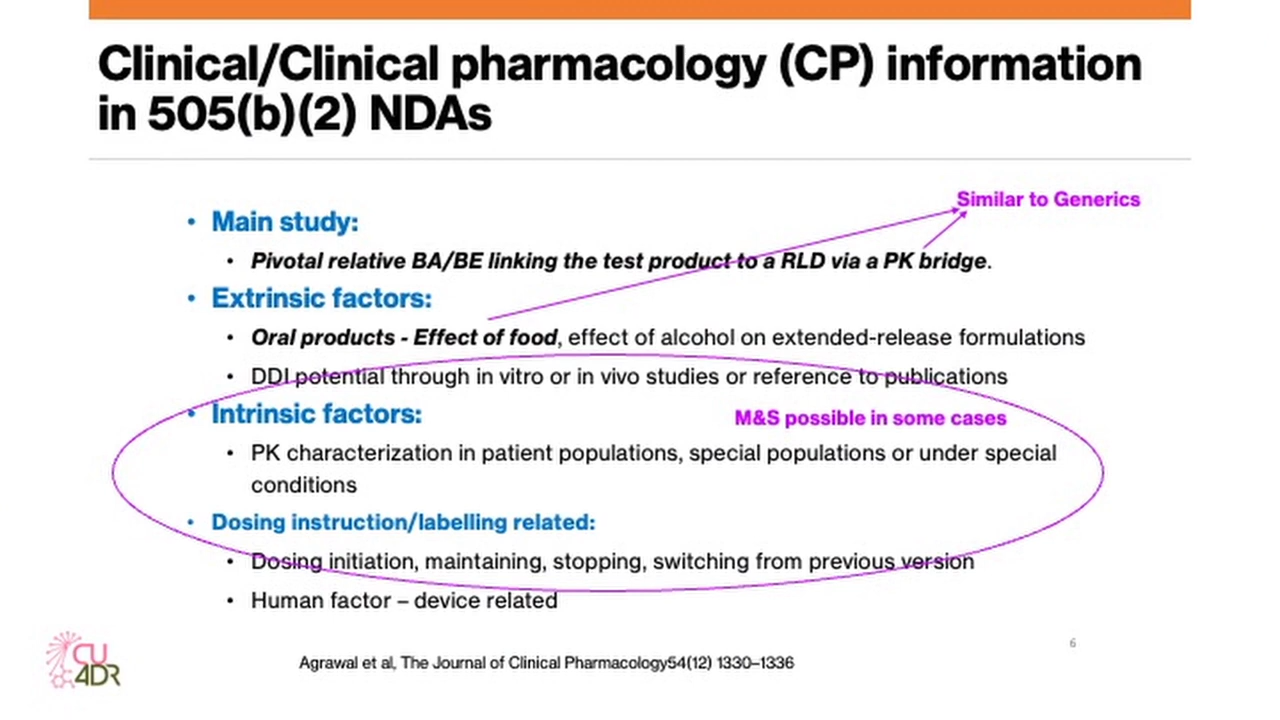 Clinical/Clinical pharmacology (CP) information
in 505(b)(2) NDAs
Similar to Generics
• Main study:
• Pivotal relative BA/BE linking the test product to a RLD via a PK bridge.
• Extrinsic factors:
• Oral products - Effect of food, effect of alcohol on extended-release formulations
• DDI potential through in vitro or in vivo studies or reference to publications
• Intrinsic factors:
M&S possible in some cases
• PK characterization in patient populations, special populations or under special
conditions
• Dosing instruction/labelling related:
• Dosing initiation, maintaining, stopping, switching from previous version
• Human factor – device related
6
Agrawal et al, The Journal of Clinical Pharmacology54(12) 1330–1336
CU
4DR